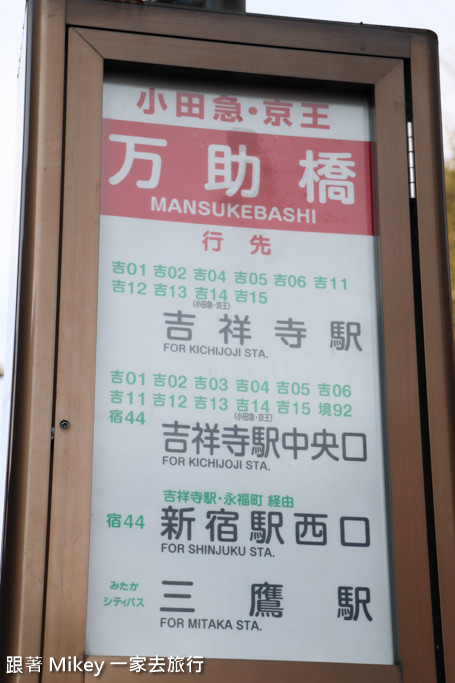 小田急・京王
万助橋
MANSUKEBASHI
行先
吉01 吉02 吉04 吉05 吉06 吉11
吉12 吉13 吉14 吉15
(小田急・京王)
吉祥寺駅
FOR KICHIJOJI STA.
吉01 吉02 吉03 吉04 吉05 吉06
吉11 吉12 吉13 吉14 吉15 境92
宿44 (小田急・京王)
吉祥寺駅中央口
FOR KICHIJOJI STA.
吉祥寺駅・永福町 経由
宿44 新宿駅西口
FOR SHINJUKU STA.
みたか
シティバス 三鷹駅
FOR MITAKA STA.
跟著 Mikey 一家去旅行